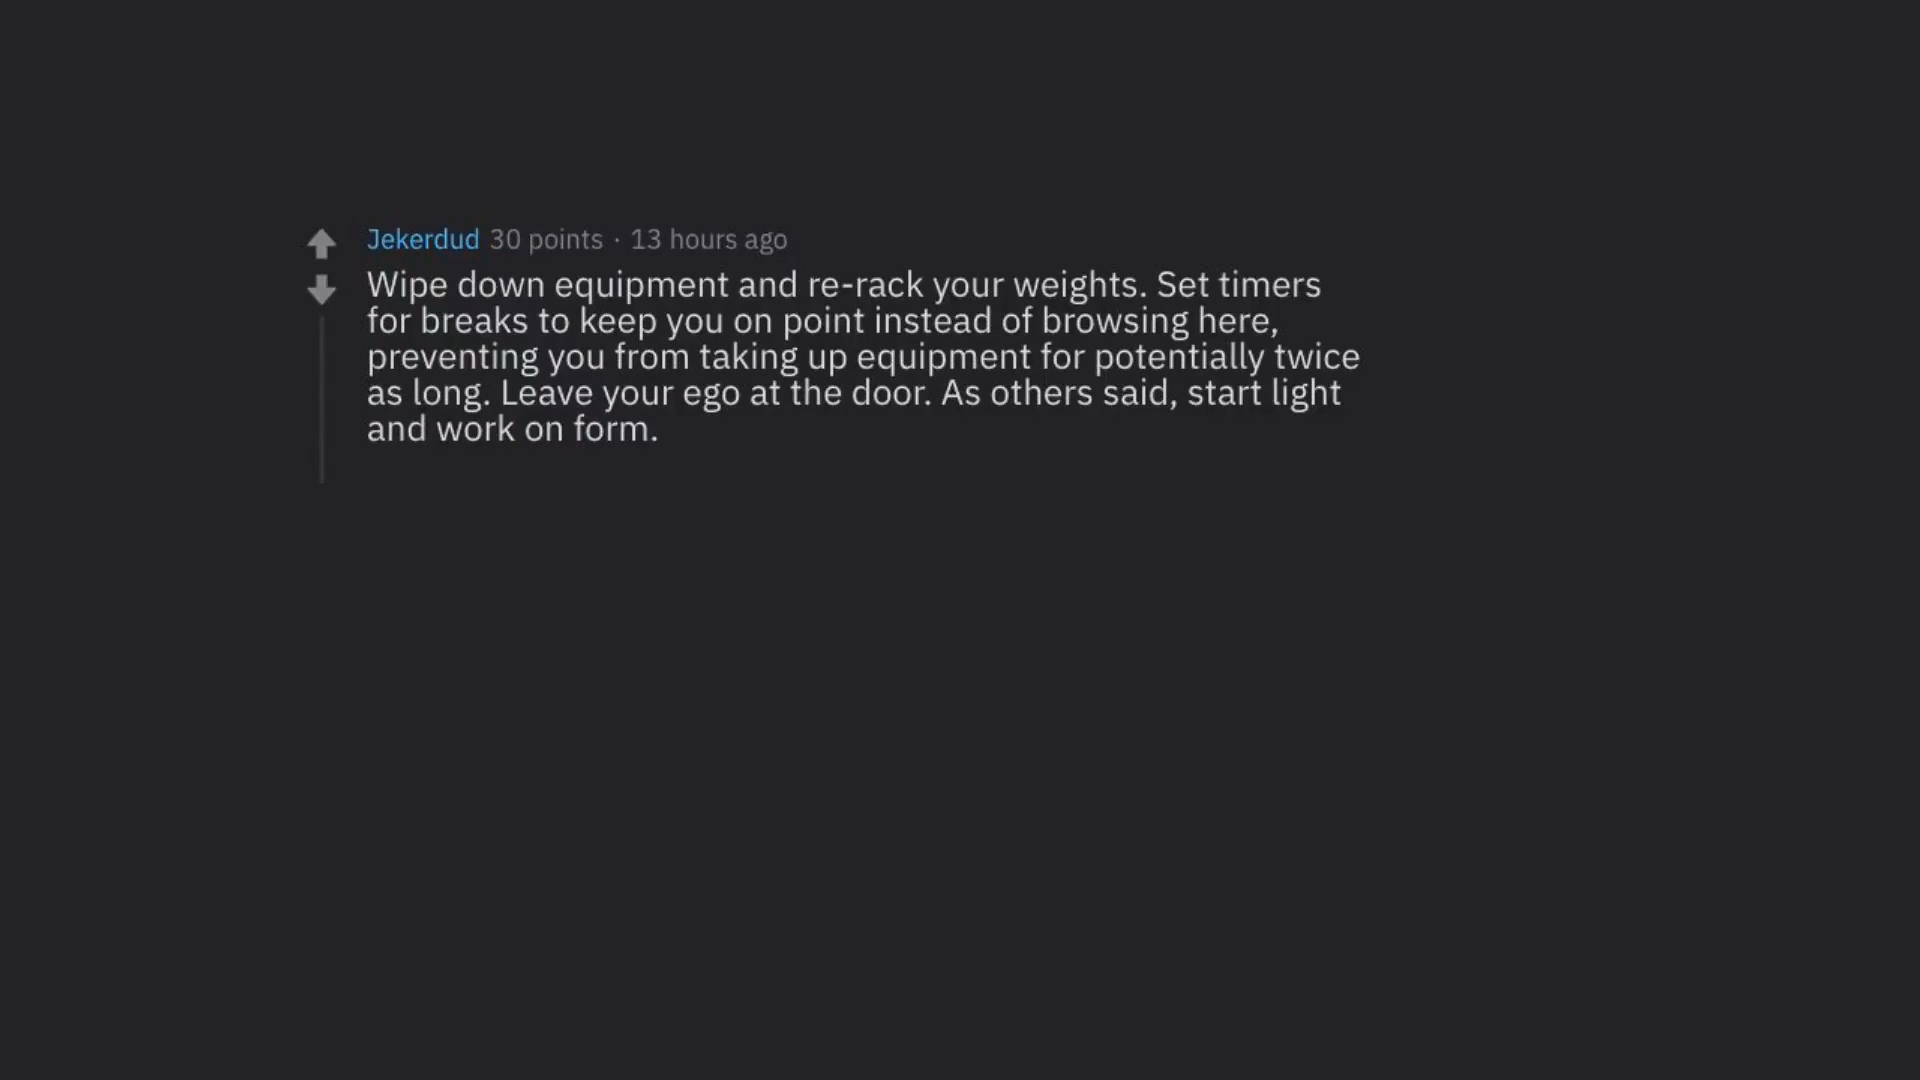 Jekerdud 30 points · 13 hours ago
Wipe down equipment and re-rack your weights. Set timers
for breaks to keep you on point instead of browsing here,
preventing you from taking up equipment for potentially twice
as long. Leave your ego at the door. As others said, start light
and work on form.